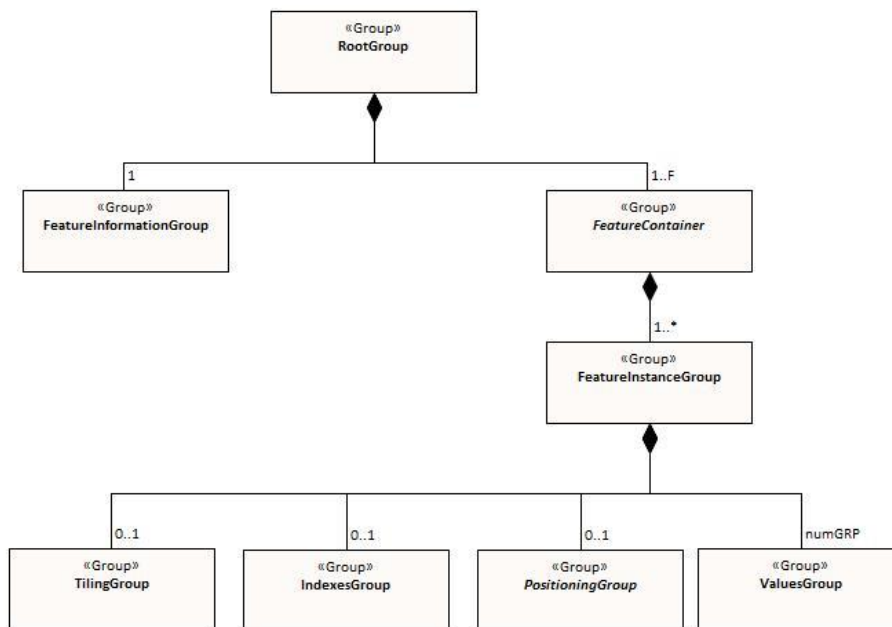 «Group»
RootGroup
1
1..F
«Group»
FeatureInformationGroup
«Group»
FeatureContainer
1..*
«Group»
FeatureInstanceGroup
0..1
0..1
0..1
numGRP
«Group»
TilingGroup
«Group»
IndexesGroup
«Group»
PositioningGroup
«Group»
ValuesGroup